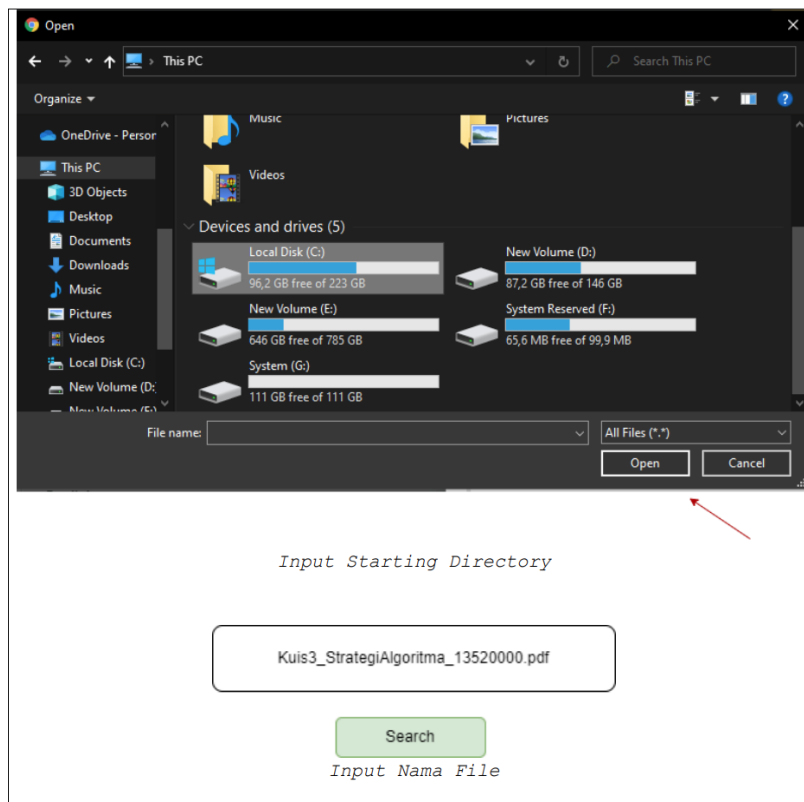 Open
This PC
Search This PC
Organize
OneDrive - Person
This PC
3D Objects
Desktop
Documents
Downloads
Music
Pictures
Videos
Local Disk (C:)
New Volume (D:
New Volume (E:)
Music
Pictures
Videos
Devices and drives (5)
Local Disk (C:)
96,2 GB free of 223 GB
New Volume (D:)
87,2 GB free of 146 GB
New Volume (E:)
646 GB free of 785 GB
System Reserved (F:)
65,6 MB free of 99,9 MB
System (G:)
111 GB free of 111 GB
File name:
All Files (*.*)
Open
Cancel
Input Starting Directory
Kuis3_StrategiAlgoritma_13520000.pdf
Search
Input Nama File